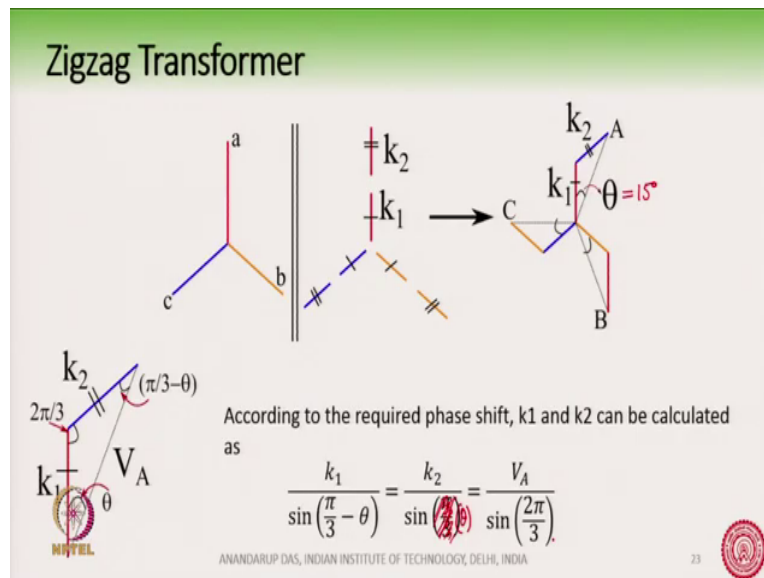 Zigzag Transformer
a
b
c
k₂
k₁
k₂
A
k₁
θ = 15°
C
B
k₂
(π/3−θ)
2π/3
V_A
k₁
θ
NPTEL
According to the required phase shift, k1 and k2 can be calculated
as
k₁ / sin(π/3 − θ) = k₂ / sin(θ) = V_A / sin(2π/3)
ANANDARUP DAS, INDIAN INSTITUTE OF TECHNOLOGY, DELHI, INDIA
23